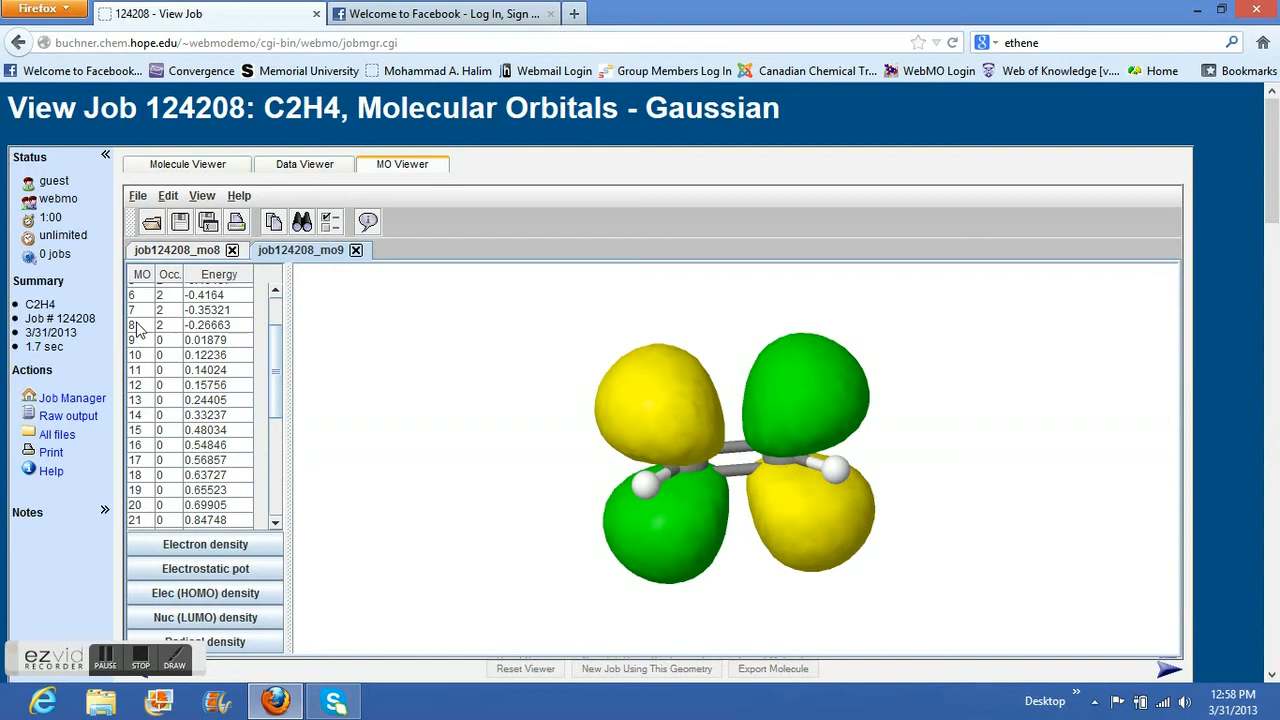 Firefox
124208 - View Job
Welcome to Facebook - Log In, Sign ...
buchner.chem.hope.edu/~webmodemo/cgi-bin/webmo/jobmgr.cgi
ethene
Welcome to Facebook... Convergence Memorial University Mohammad A. Halim Webmail Login Group Members Log In Canadian Chemical Tr... WebMO Login Web of Knowledge [v.... Home Bookmarks
View Job 124208: C2H4, Molecular Orbitals - Gaussian
Status
guest
webmo
1:00
unlimited
0 jobs
Summary
C2H4
Job # 124208
3/31/2013
1.7 sec
Actions
Job Manager
Raw output
All files
Print
Help
Notes
Molecule Viewer Data Viewer MO Viewer
File Edit View Help
job124208_mo8 job124208_mo9
MO Occ. Energy
6 2 -0.4164
7 2 -0.35321
8 2 -0.26663
9 0 0.01879
10 0 0.12236
11 0 0.14024
12 0 0.15756
13 0 0.24405
14 0 0.33237
15 0 0.48034
16 0 0.54846
17 0 0.56857
18 0 0.63727
19 0 0.65523
20 0 0.69905
21 0 0.84748
Electron density
Electrostatic pot
Elec (HOMO) density
Nuc (LUMO) density
Radical density
Reset Viewer New Job Using This Geometry Export Molecule
ezvid
RECORDER
PAUSE STOP DRAW
Desktop
12:58 PM
3/31/2013